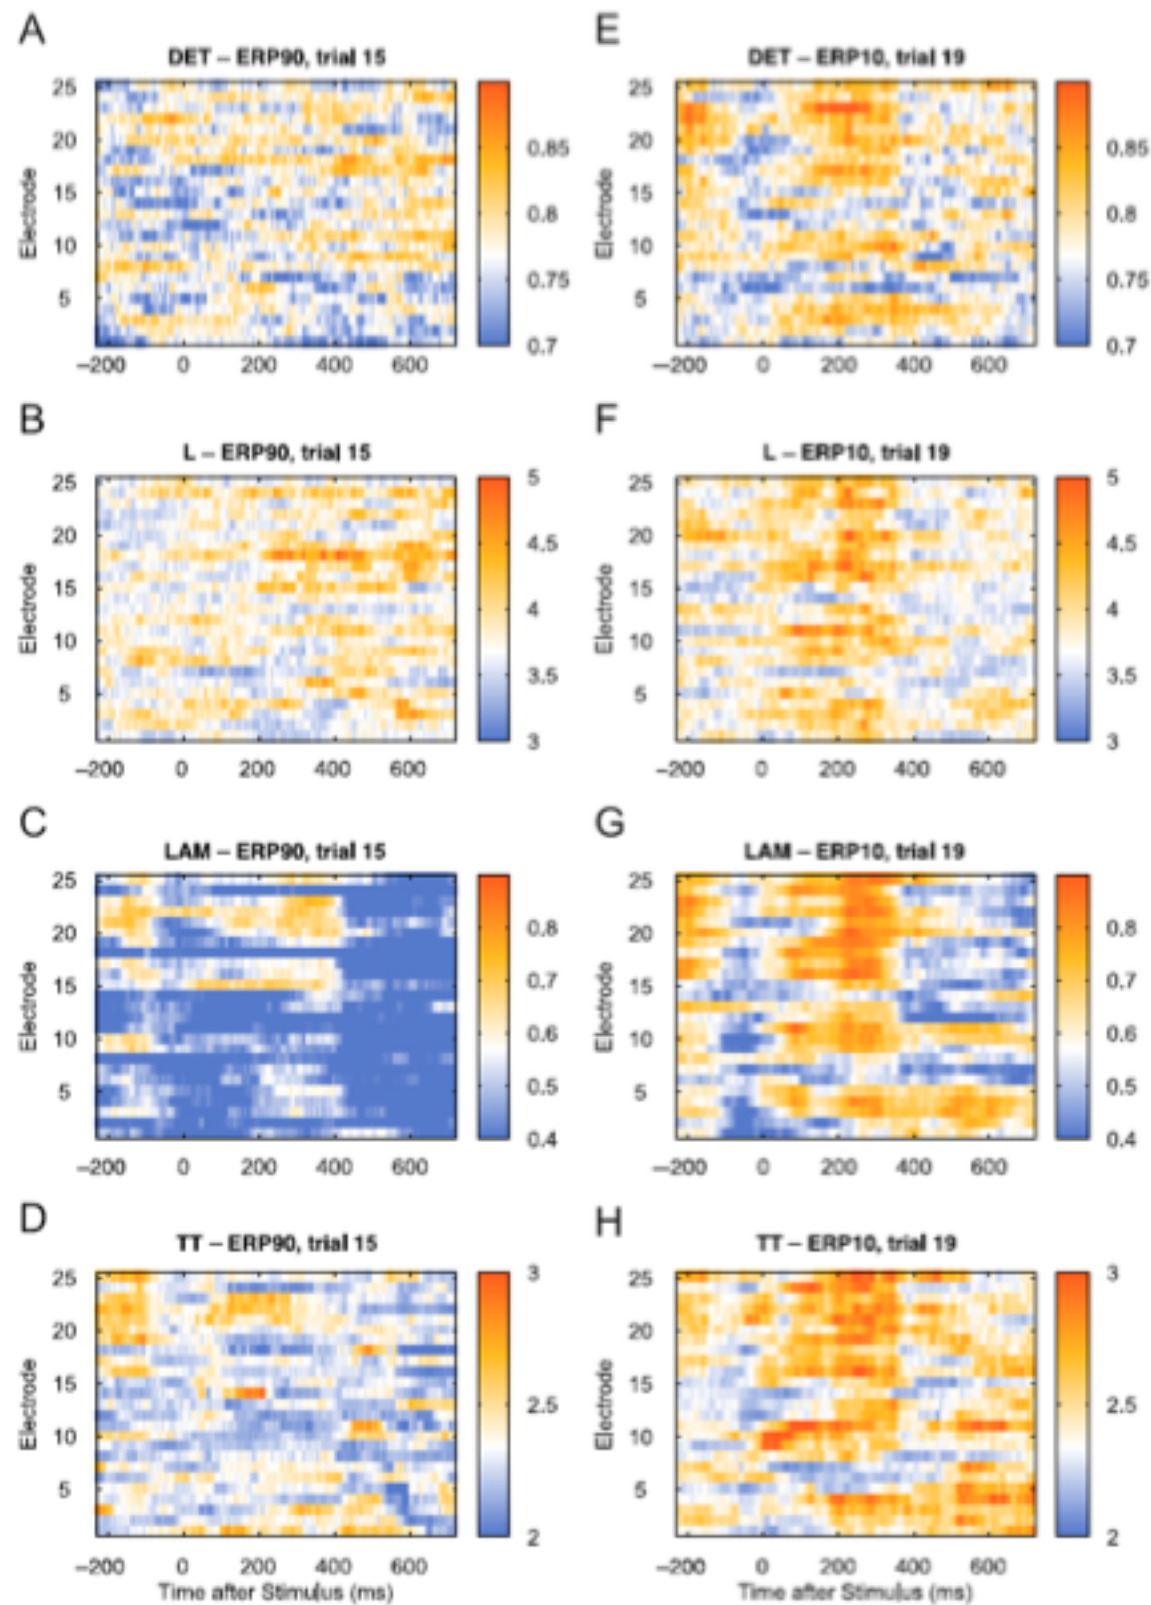 A
DET – ERP90, trial 15
25
20
15
10
5
Electrode
0.85
0.8
0.75
0.7
–200 0 200 400 600
E
DET – ERP10, trial 19
25
20
15
10
5
Electrode
0.85
0.8
0.75
0.7
–200 0 200 400 600
B
L – ERP90, trial 15
25
20
15
10
5
Electrode
5
4.5
4
3.5
3
–200 0 200 400 600
F
L – ERP10, trial 19
25
20
15
10
5
Electrode
5
4.5
4
3.5
3
–200 0 200 400 600
C
LAM – ERP90, trial 15
25
20
15
10
5
Electrode
0.8
0.7
0.6
0.5
0.4
–200 0 200 400 600
G
LAM – ERP10, trial 19
25
20
15
10
5
Electrode
0.8
0.7
0.6
0.5
0.4
–200 0 200 400 600
D
TT – ERP90, trial 15
25
20
15
10
5
Electrode
3
2.5
2
–200 0 200 400 600
Time after Stimulus (ms)
H
TT – ERP10, trial 19
25
20
15
10
5
Electrode
3
2.5
2
–200 0 200 400 600
Time after Stimulus (ms)